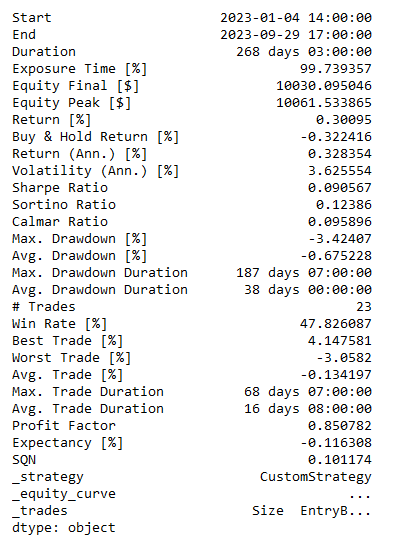 Start 2023-01-04 14:00:00
End 2023-09-29 17:00:00
Duration 268 days 03:00:00
Exposure Time [%] 99.739357
Equity Final [$] 10030.095046
Equity Peak [$] 10061.533865
Return [%] 0.30095
Buy & Hold Return [%] -0.322416
Return (Ann.) [%] 0.328354
Volatility (Ann.) [%] 3.625554
Sharpe Ratio 0.090567
Sortino Ratio 0.12386
Calmar Ratio 0.095896
Max. Drawdown [%] -3.42407
Avg. Drawdown [%] -0.675228
Max. Drawdown Duration 187 days 07:00:00
Avg. Drawdown Duration 38 days 00:00:00
# Trades 23
Win Rate [%] 47.826087
Best Trade [%] 4.147581
Worst Trade [%] -3.0582
Avg. Trade [%] -0.134197
Max. Trade Duration 68 days 07:00:00
Avg. Trade Duration 16 days 08:00:00
Profit Factor 0.850782
Expectancy [%] -0.116308
SQN 0.101174
_strategy CustomStrategy
_equity_curve ...
_trades Size EntryB...
dtype: object